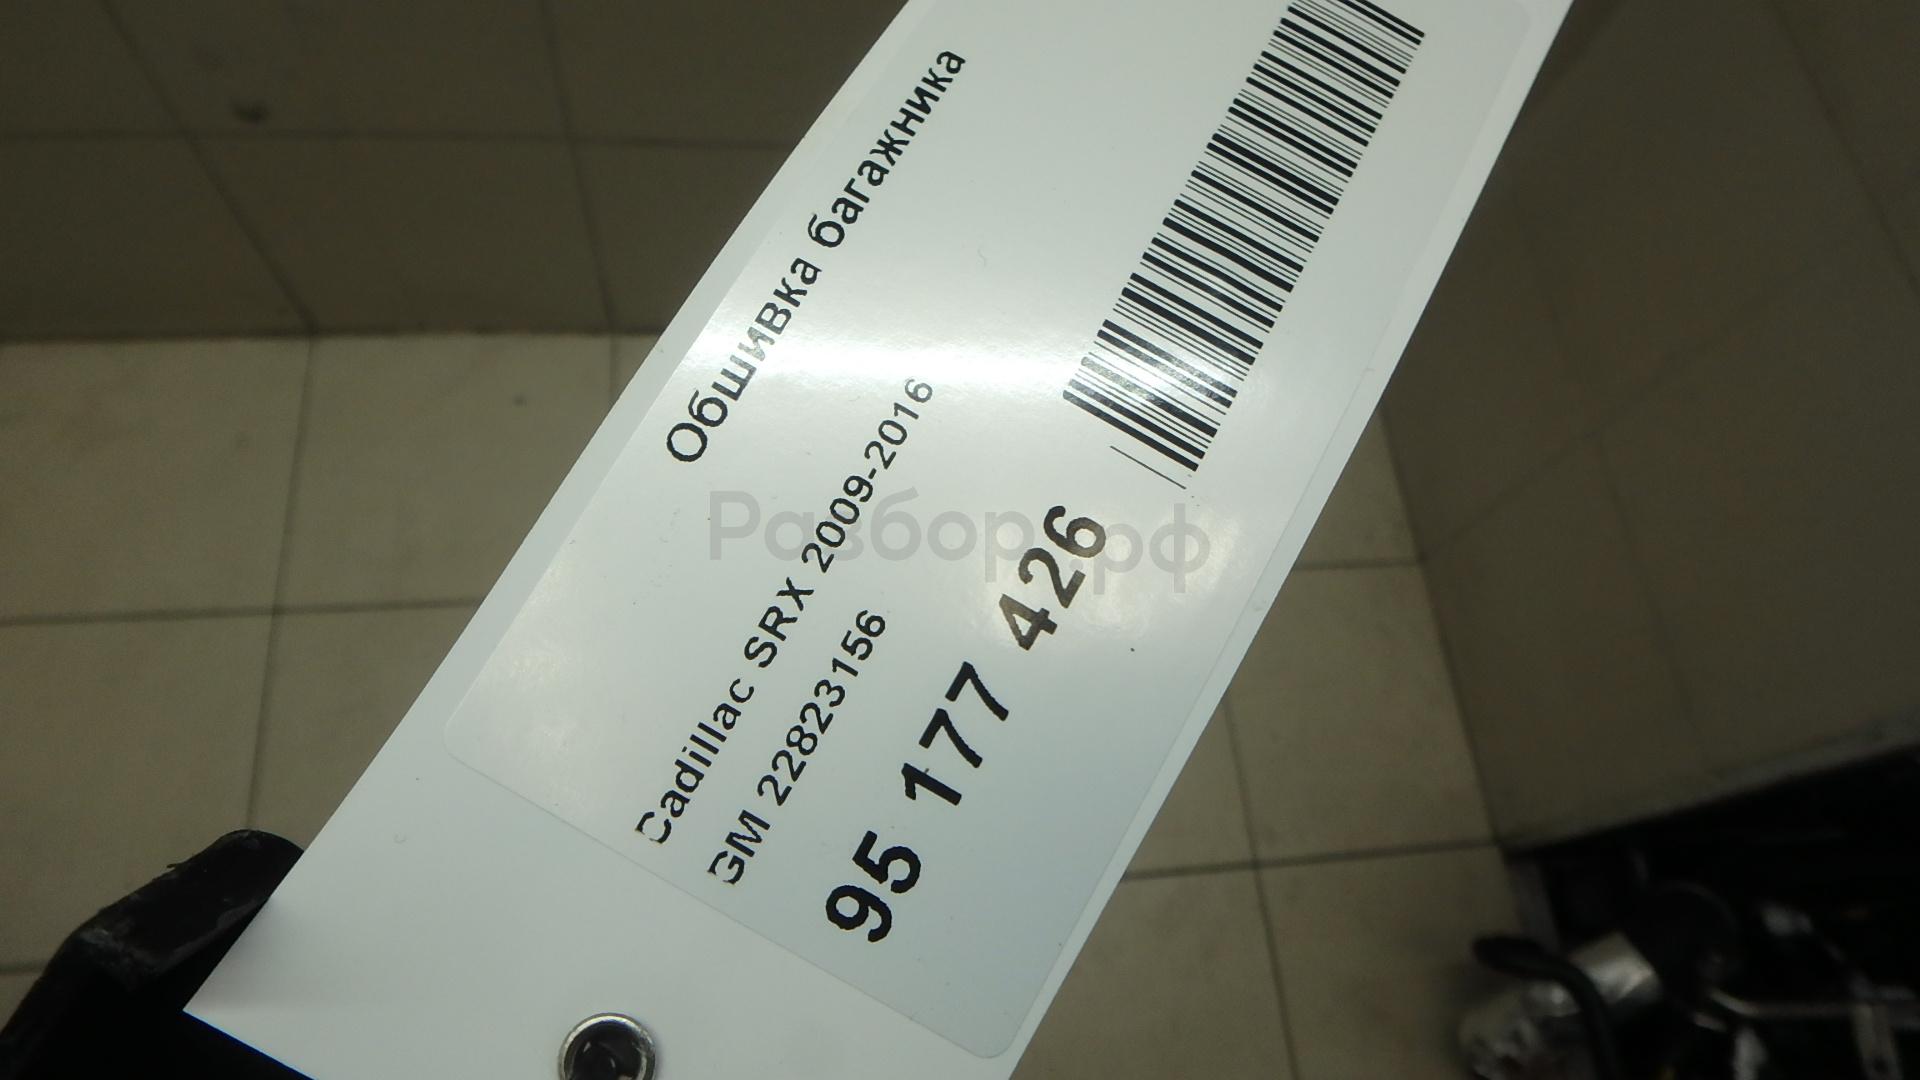 Обшивка багажника
Cadillac SRX 2009-2016
GM 22823156
95 177 426
Разбор.рф